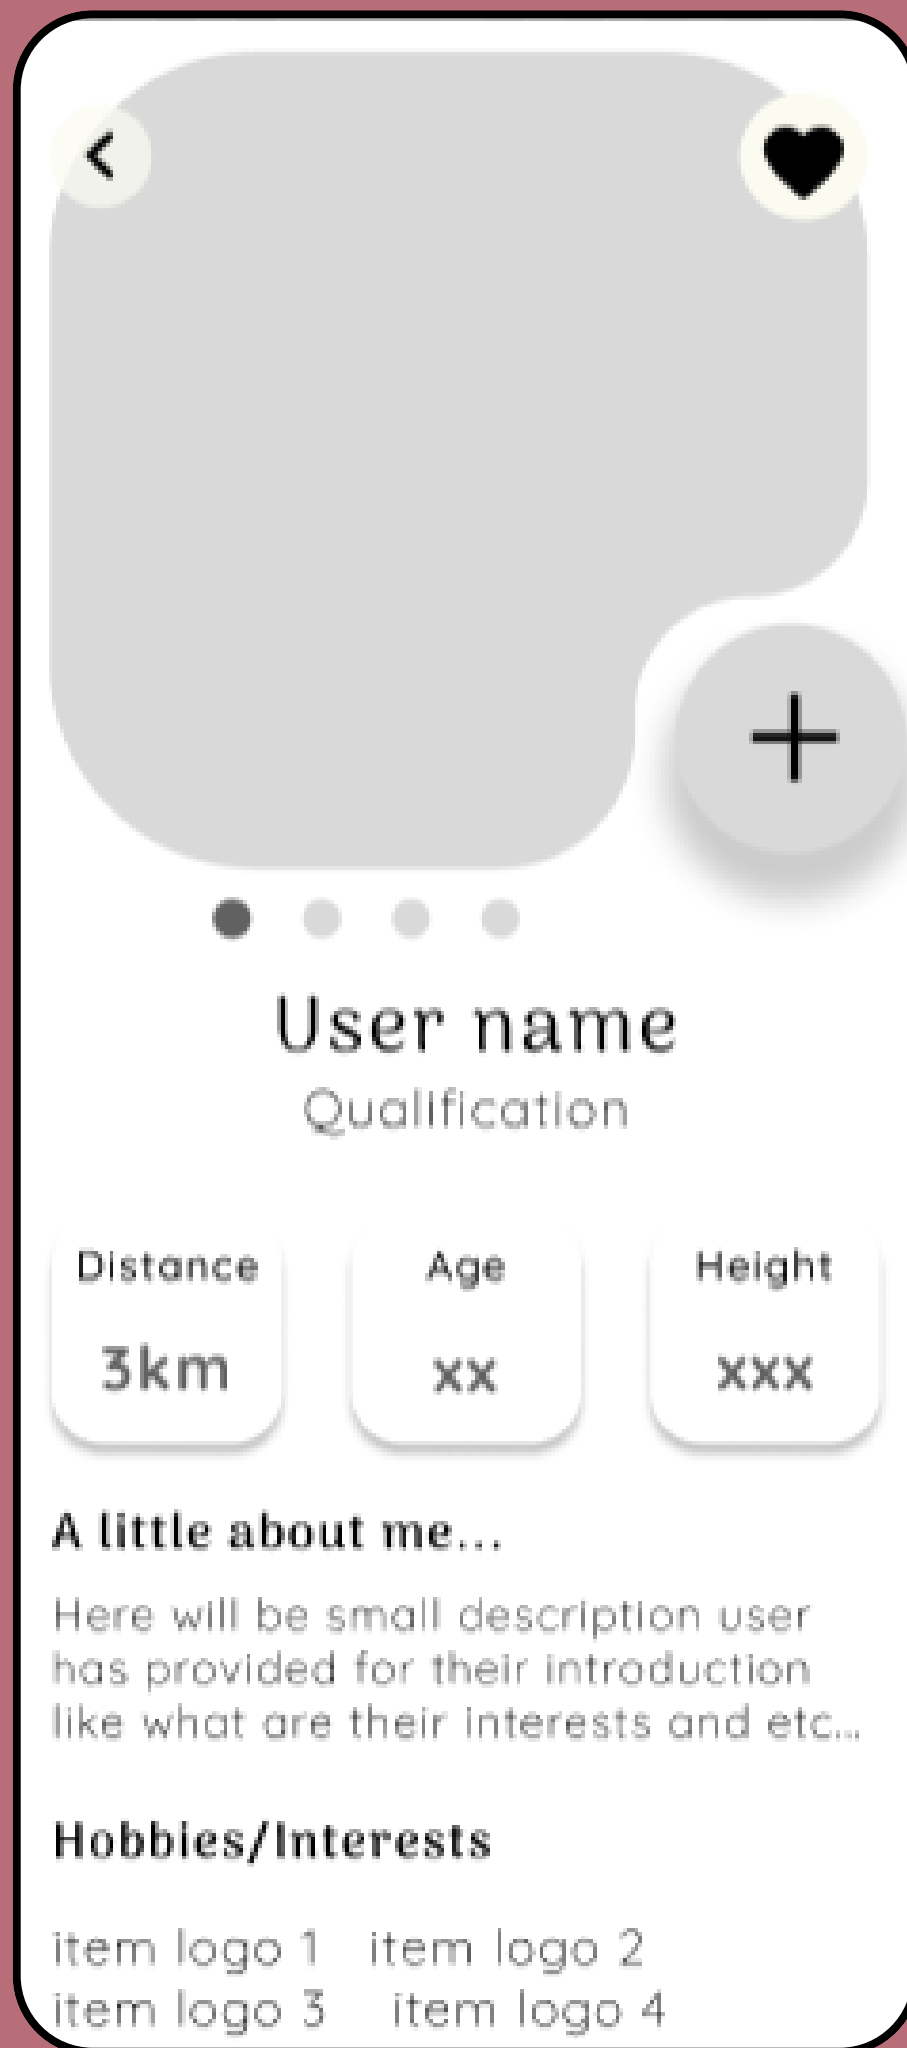 User name
Qualification
Distance Age Height
3km xx xxx
A little about me...
Here will be small description user
has provided for their introduction
like what are their interests and etc...
Hobbies/Interests
item logo 1 item logo 2
item logo 3 item logo 4